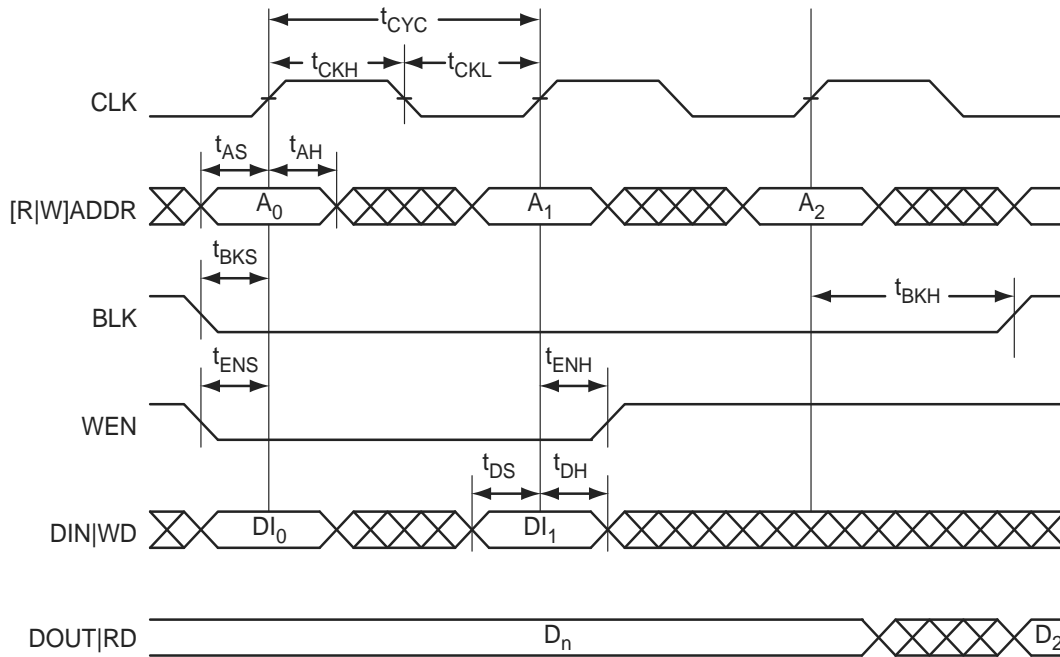 tCYC
tCKH tCKL
CLK
tAS tAH
[R|W]ADDR A0 A1 A2
tBKS tBKH
BLK
tENS tENH
WEN
tDS tDH
DIN|WD DI0 DI1
DOUT|RD Dn D2